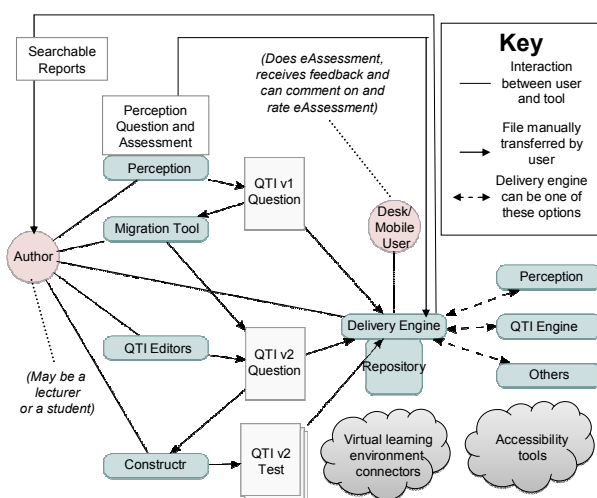 Searchable
Reports
(Does eAssessment,
receives feedback and
can comment on and
rate eAssessment)
Key
Interaction
between user
and tool
File manually
transferred by
user
Delivery engine
can be one of
these options
Perception
Question and
Assessment
Perception
QTI v1
Question
Migration Tool
Desk/
Mobile
User
Author
Perception
Delivery Engine
QTI Engine
QTI Editors
QTI v2
Question
Repository
Others
(May be a
lecturer
or a student)
Constructr
QTI v2
Test
Virtual learning
environment
connectors
Accessibility
tools